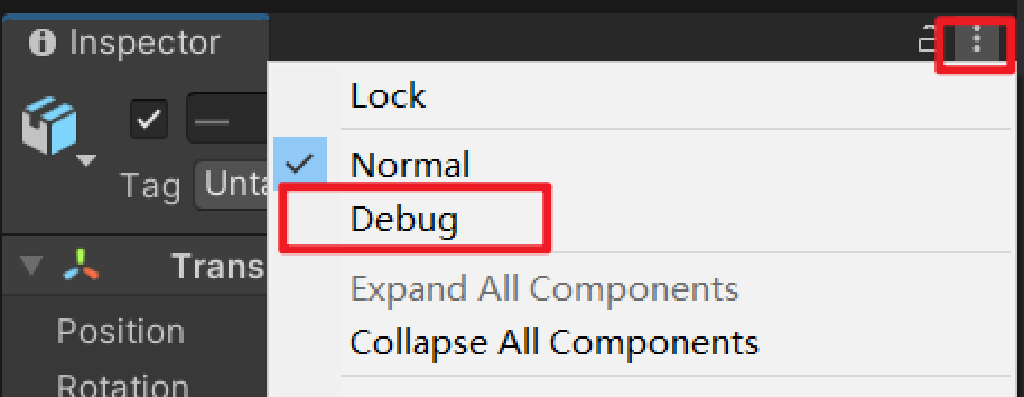 Inspector
Lock
Normal
Debug
Tag Unta
Trans
Expand All Components
Position
Collapse All Components
Rotation